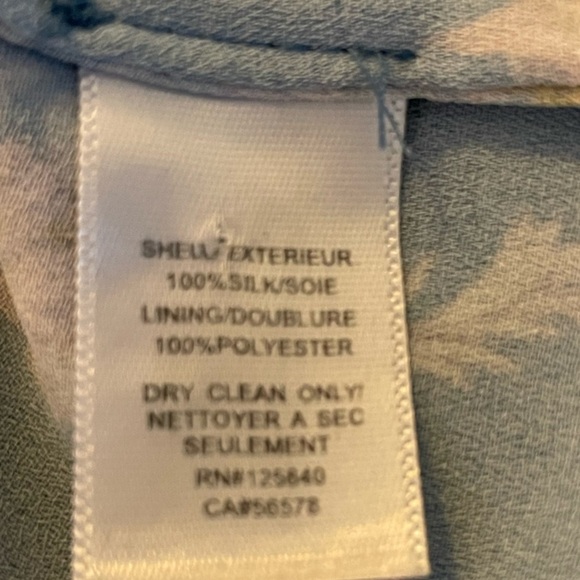 SHELL/EXTERIEUR
100%SILK/SOIE
LINING/DOUBLURE
100%POLYESTER
DRY CLEAN ONLY/
NETTOYER A SEC
SEULEMENT
RN#125840
CA#56578